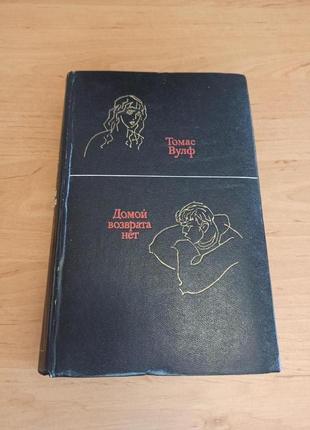 Томас
Вулф
Домой
возврата
нет